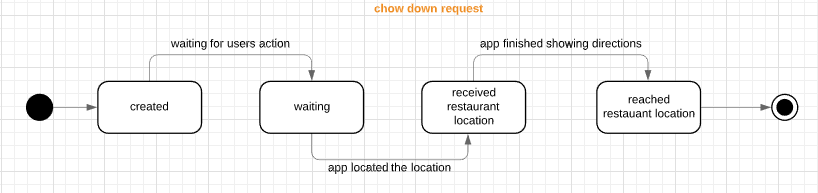 chow down request
waiting for users action
app finished showing directions
created
waiting
received
restaurant
location
reached
restauant location
app located the location